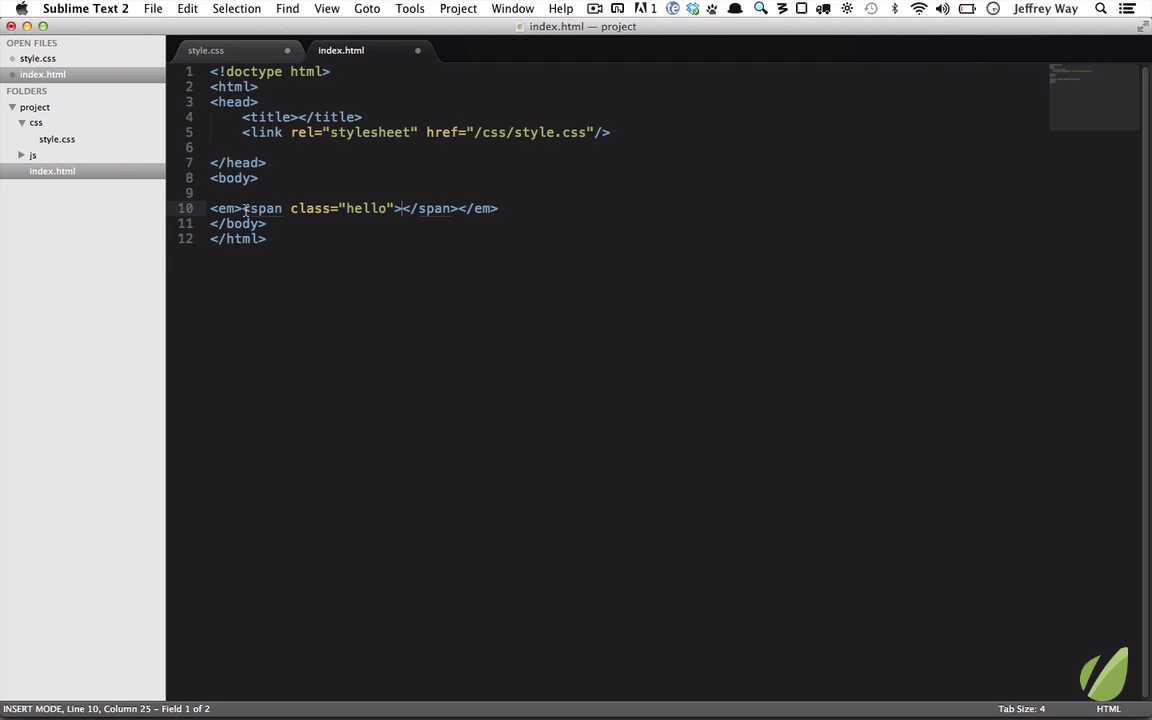 Sublime Text 2 File Edit Selection Find View Goto Tools Project Window Help 1 Jeffrey Way
index.html — project
OPEN FILES
style.css
index.html
FOLDERS
project
css
style.css
js
index.html
style.css index.html
1 <!doctype html>
2 <html>
3 <head>
4 <title></title>
5 <link rel="stylesheet" href="/css/style.css"/>
6
7 </head>
8 <body>
9
10 <em><span class="hello"></span></em>
11 </body>
12 </html>
INSERT MODE, Line 10, Column 25 - Field 1 of 2 Tab Size: 4 HTML